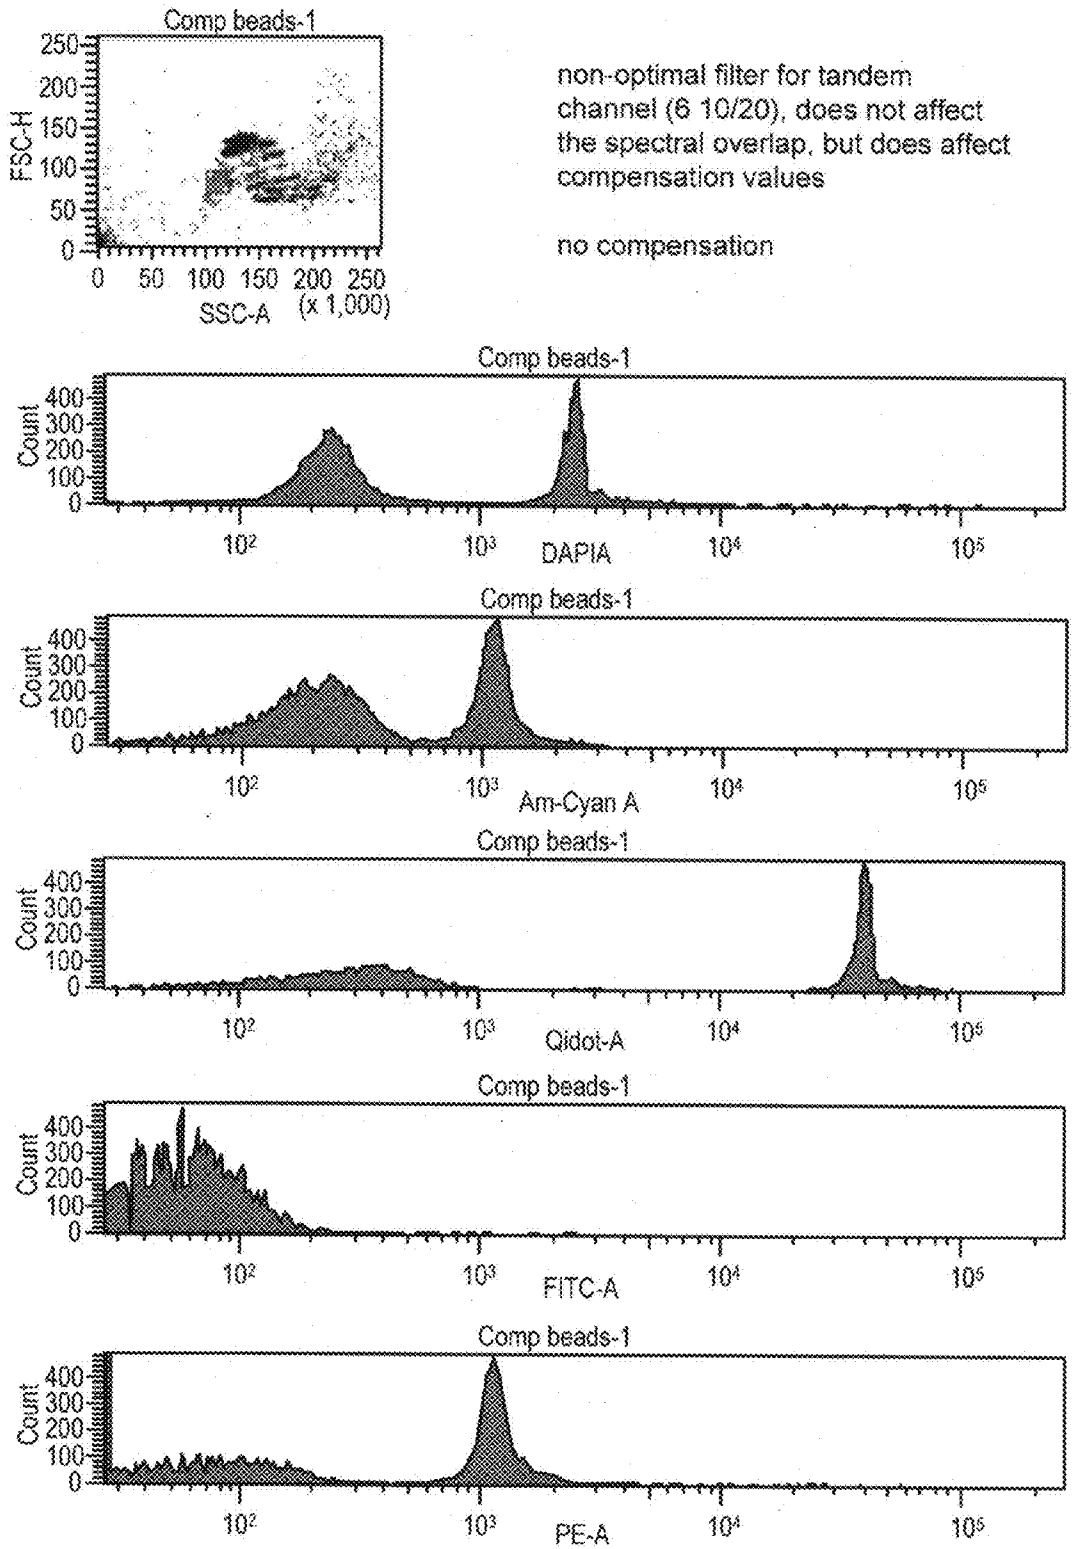 Comp beads-1
250
200
150
100
50
0
FSC-H
0 50 100 150 200 250
SSC-A (x 1,000)
non-optimal filter for tandem
channel (6 10/20), does not affect
the spectral overlap, but does affect
compensation values
no compensation
Comp beads-1
Count
400
300
200
100
0
10² 10³ 10⁴ 10⁵
DAPIA
Comp beads-1
Count
400
300
200
100
0
10² 10³ 10⁴ 10⁵
Am-Cyan A
Comp beads-1
Count
400
300
200
100
0
10² 10³ 10⁴ 10⁵
Qidot-A
Comp beads-1
Count
400
300
200
100
0
10² 10³ 10⁴ 10⁵
FITC-A
Comp beads-1
Count
400
300
200
100
0
10² 10³ 10⁴ 10⁵
PE-A